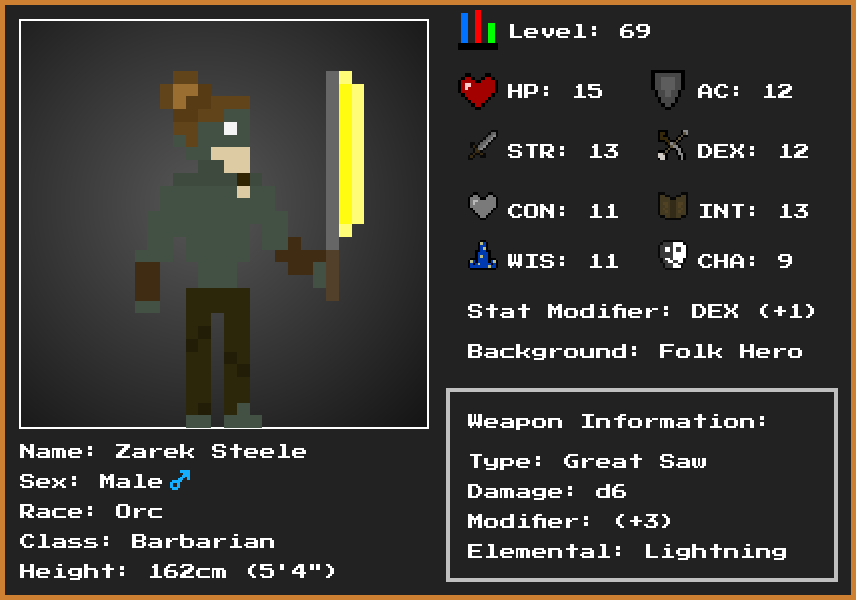 Level: 69
HP: 15
AC: 12
STR: 13
DEX: 12
CON: 11
INT: 13
WIS: 11
CHA: 9
Stat Modifier: DEX (+1)
Background: Folk Hero
Name: Zarek Steele
Sex: Male♂
Race: Orc
Class: Barbarian
Height: 162cm (5'4")
Weapon Information:
Type: Great Saw
Damage: d6
Modifier: (+3)
Elemental: Lightning